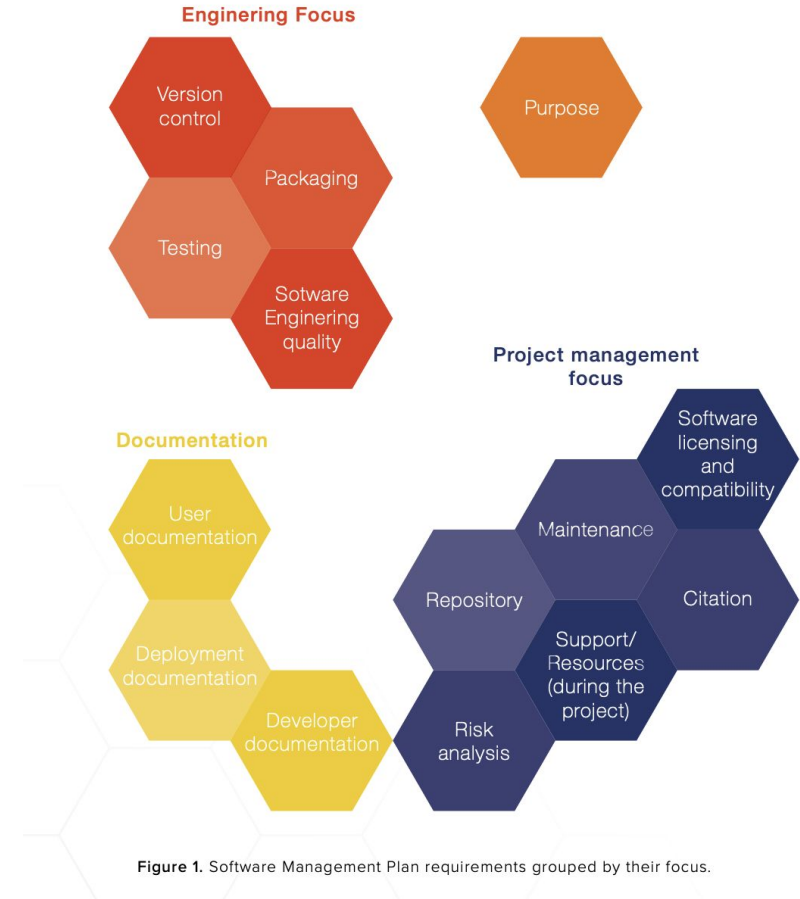 Enginering Focus
Version
control
Packaging
Testing
Sotware
Enginering
quality
Purpose
Documentation
User
documentation
Deployment
documentation
Developer
documentation
Project management
focus
Software
licensing
and
compatibility
Maintenance
Repository
Citation
Support/
Resources
(during the
project)
Risk
analysis
Figure 1. Software Management Plan requirements grouped by their focus.